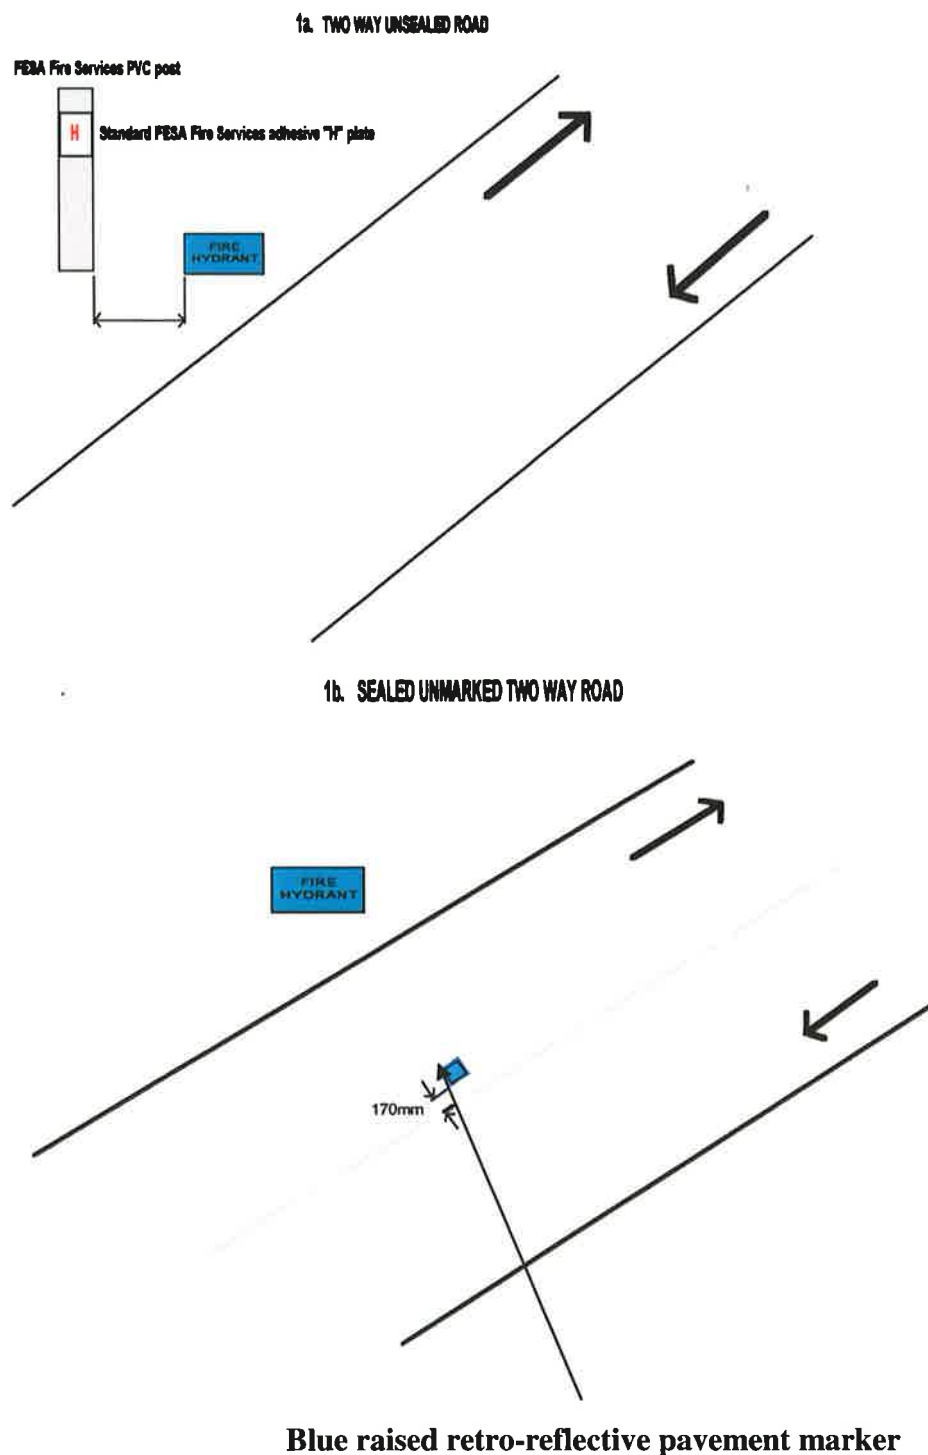 1a. TWO WAY UNSEALED ROAD
FESA Fire Services PVC post
H
Standard FESA Fire Services adhesive "H" plate
FIRE
HYDRANT
1b. SEALED UNMARKED TWO WAY ROAD
FIRE
HYDRANT
170mm
Blue raised retro-reflective pavement marker